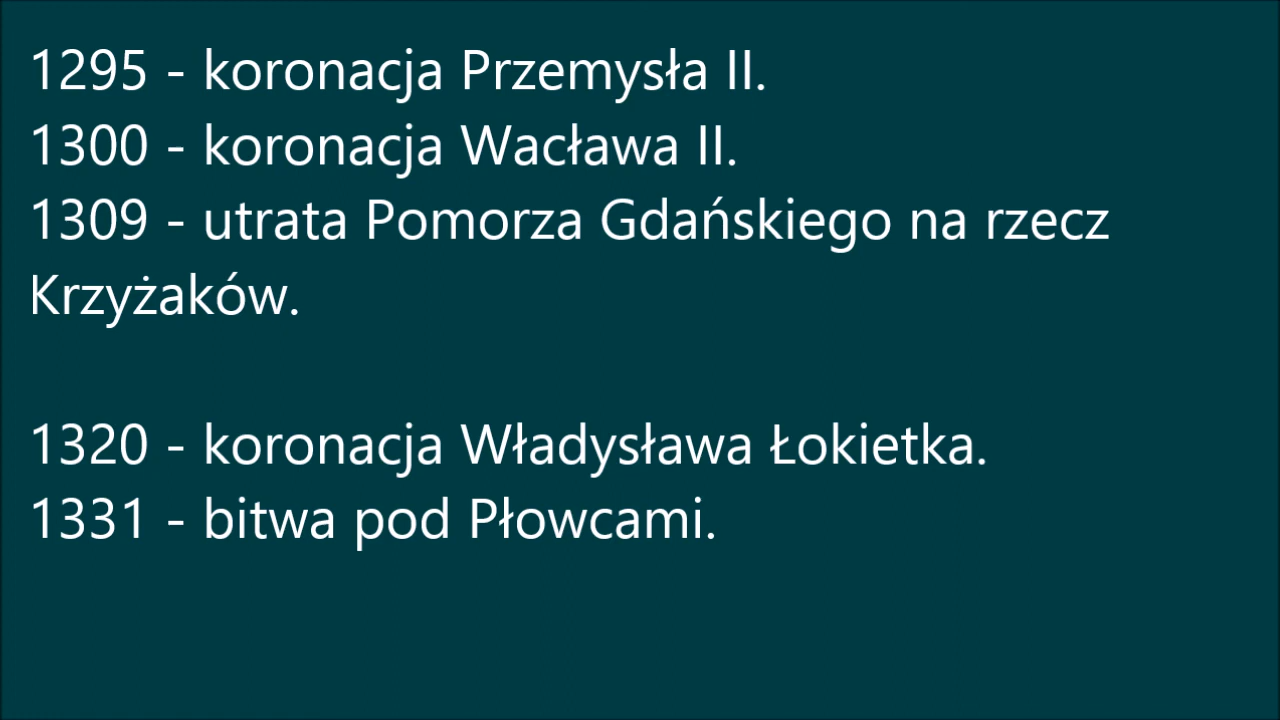 1295 - koronacja Przemysła II.
1300 - koronacja Wacława II.
1309 - utrata Pomorza Gdańskiego na rzecz
Krzyżaków.
1320 - koronacja Władysława Łokietka.
1331 - bitwa pod Płowcami.